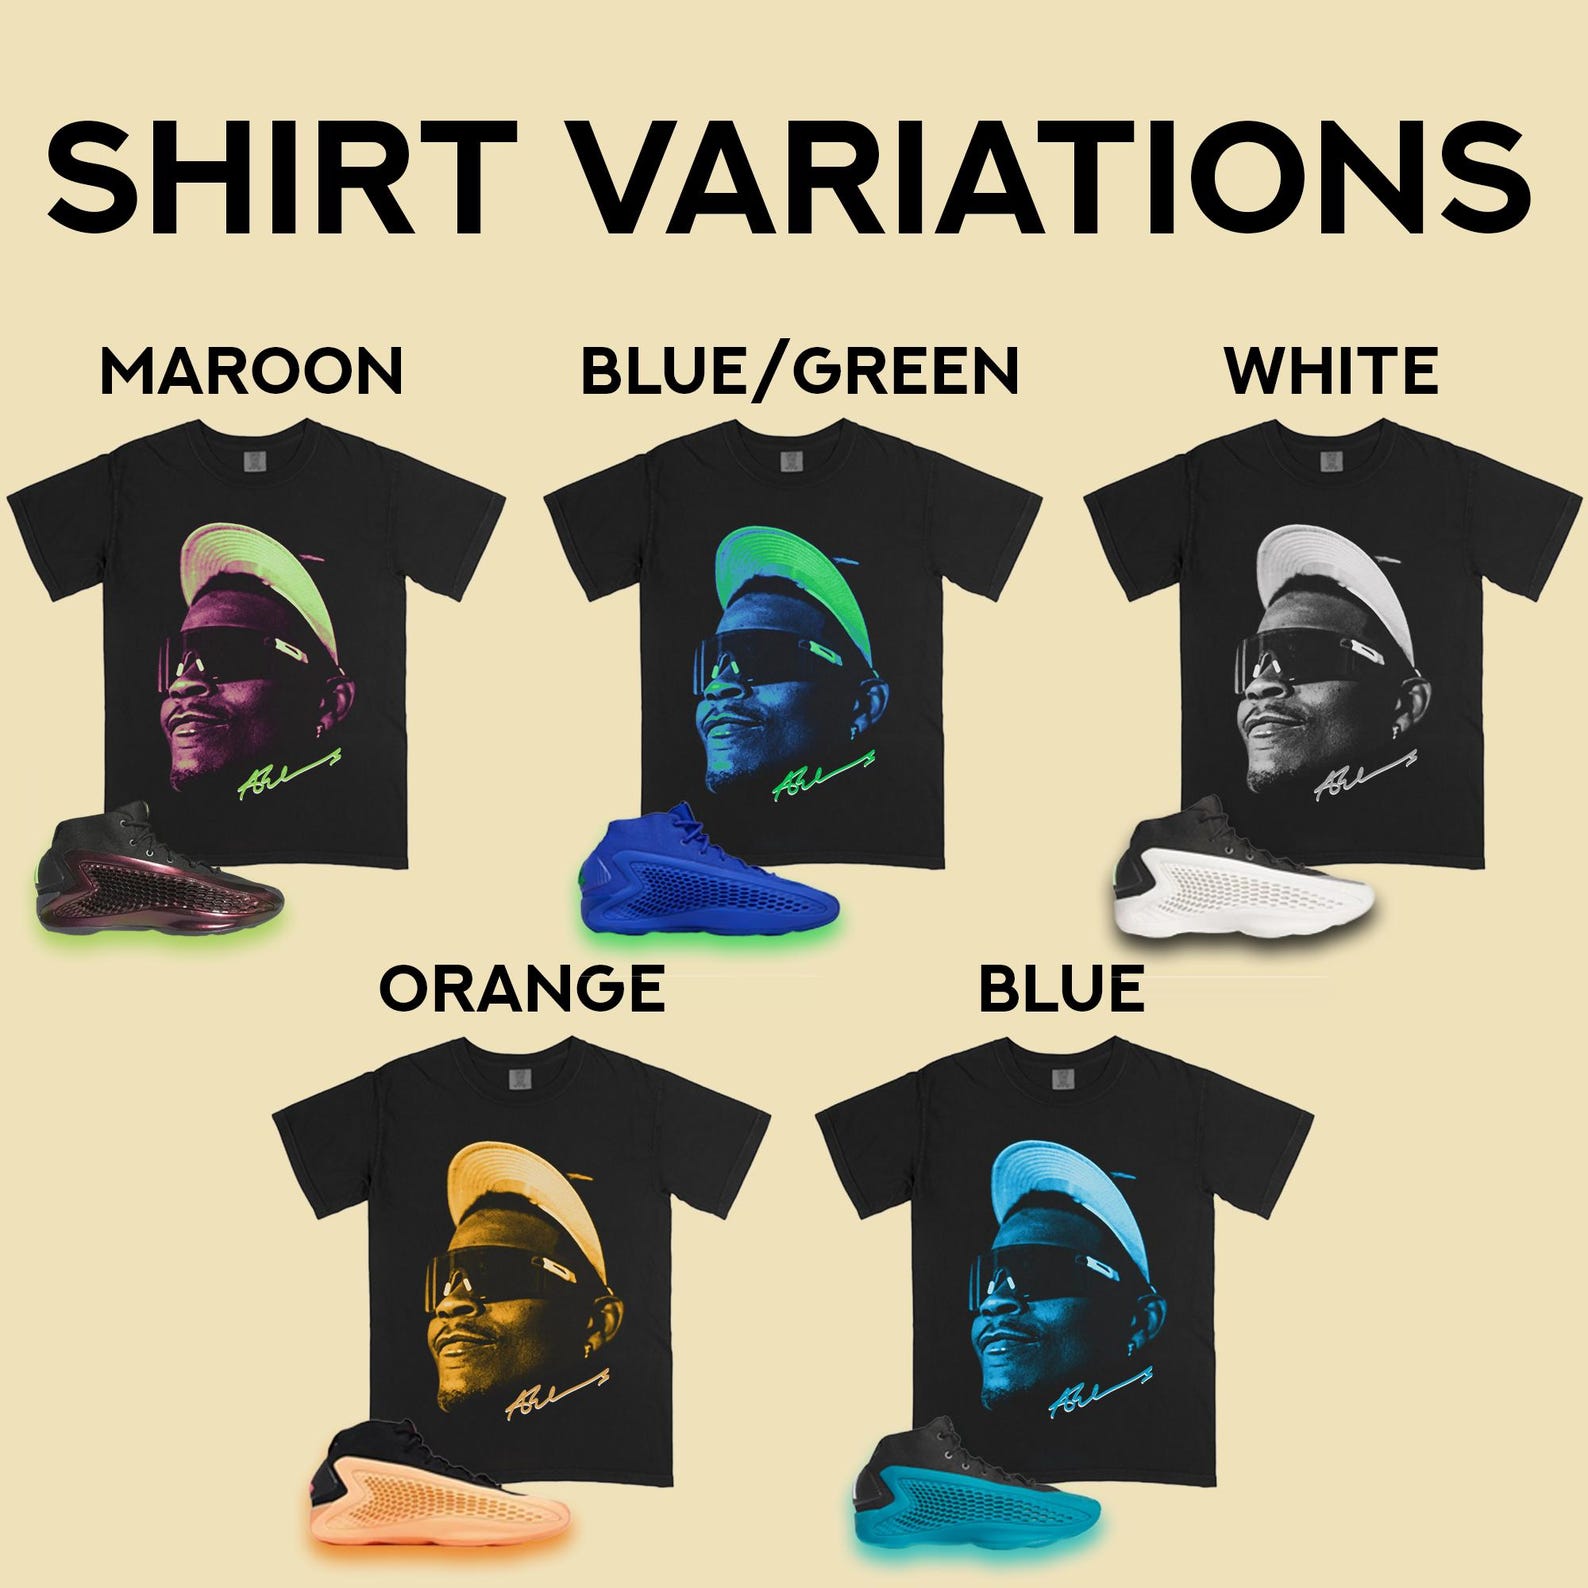 SHIRT VARIATIONS
MAROON
BLUE/GREEN
WHITE
ORANGE
BLUE